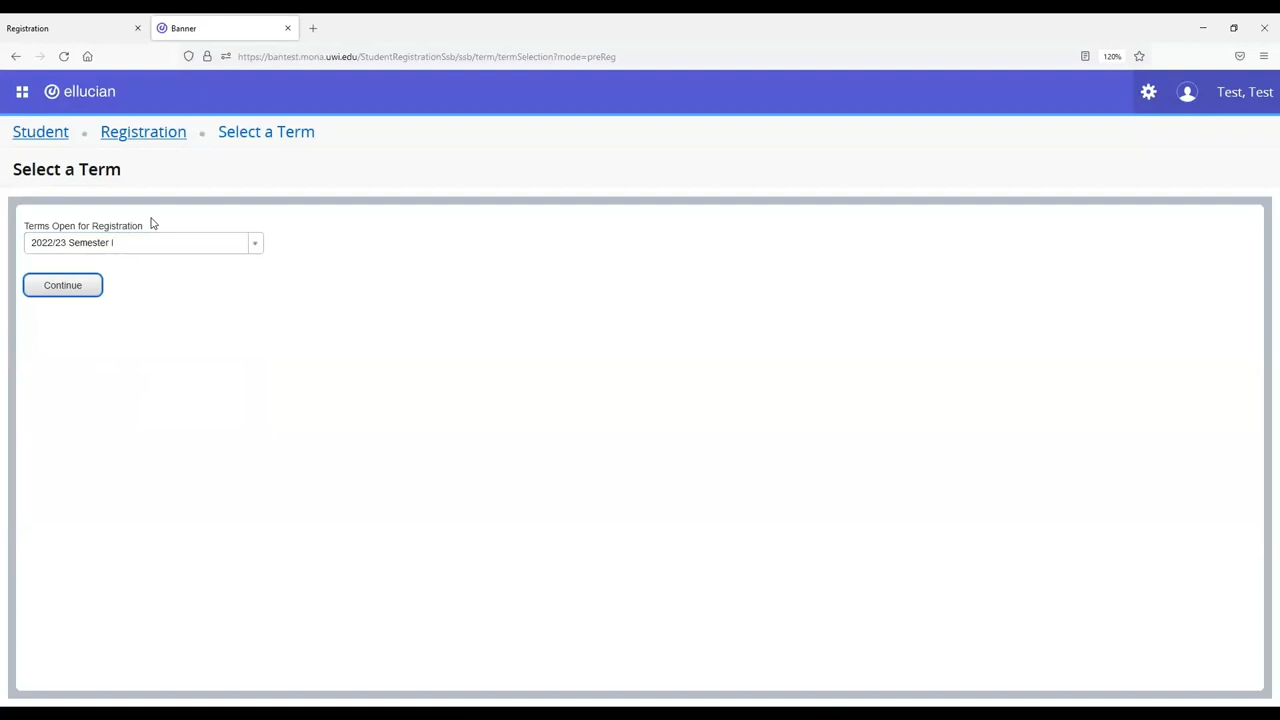 Registration
Banner
https://bantest.mona.uwi.edu/StudentRegistrationSsb/ssb/term/termSelection?mode=preReg
120%
ellucian
Test, Test
Student • Registration • Select a Term
Select a Term
Terms Open for Registration
2022/23 Semester I
Continue